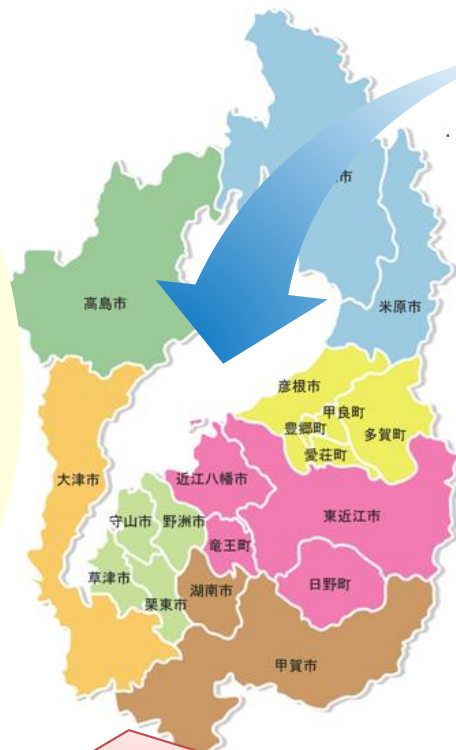 市
米原市
高島市
彦根市
甲良町
豊郷町
多賀町
愛荘町
大津市
近江八幡市
東近江市
守山市
野洲市
竜王町
草津市
湖南市
日野町
栗東市
甲賀市